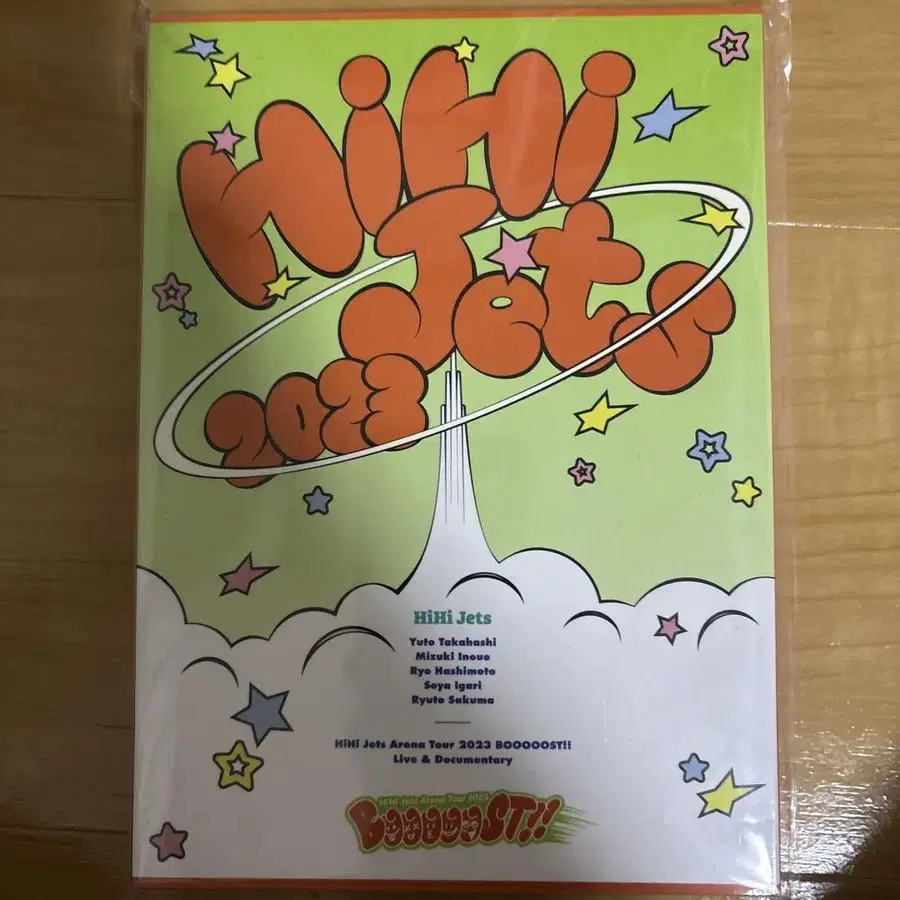 HiHi
Jets
2023
HiHi Jets
Yuto Takahashi
Mizuki Inoue
Ryo Hashimoto
Soya Igari
Ryuto Sakuma
HiHi Jets Arena Tour 2023 BOOOOOST!!
Live & Documentary
HiHi Jets Arena Tour 2023
BOOOOOST!!